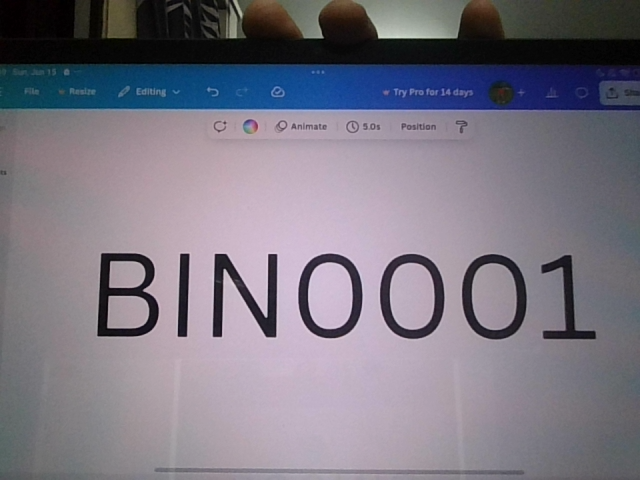 Sun, Jun 15
File Resize Editing Try Pro for 14 days
Animate 5.0s Position
BIN0001